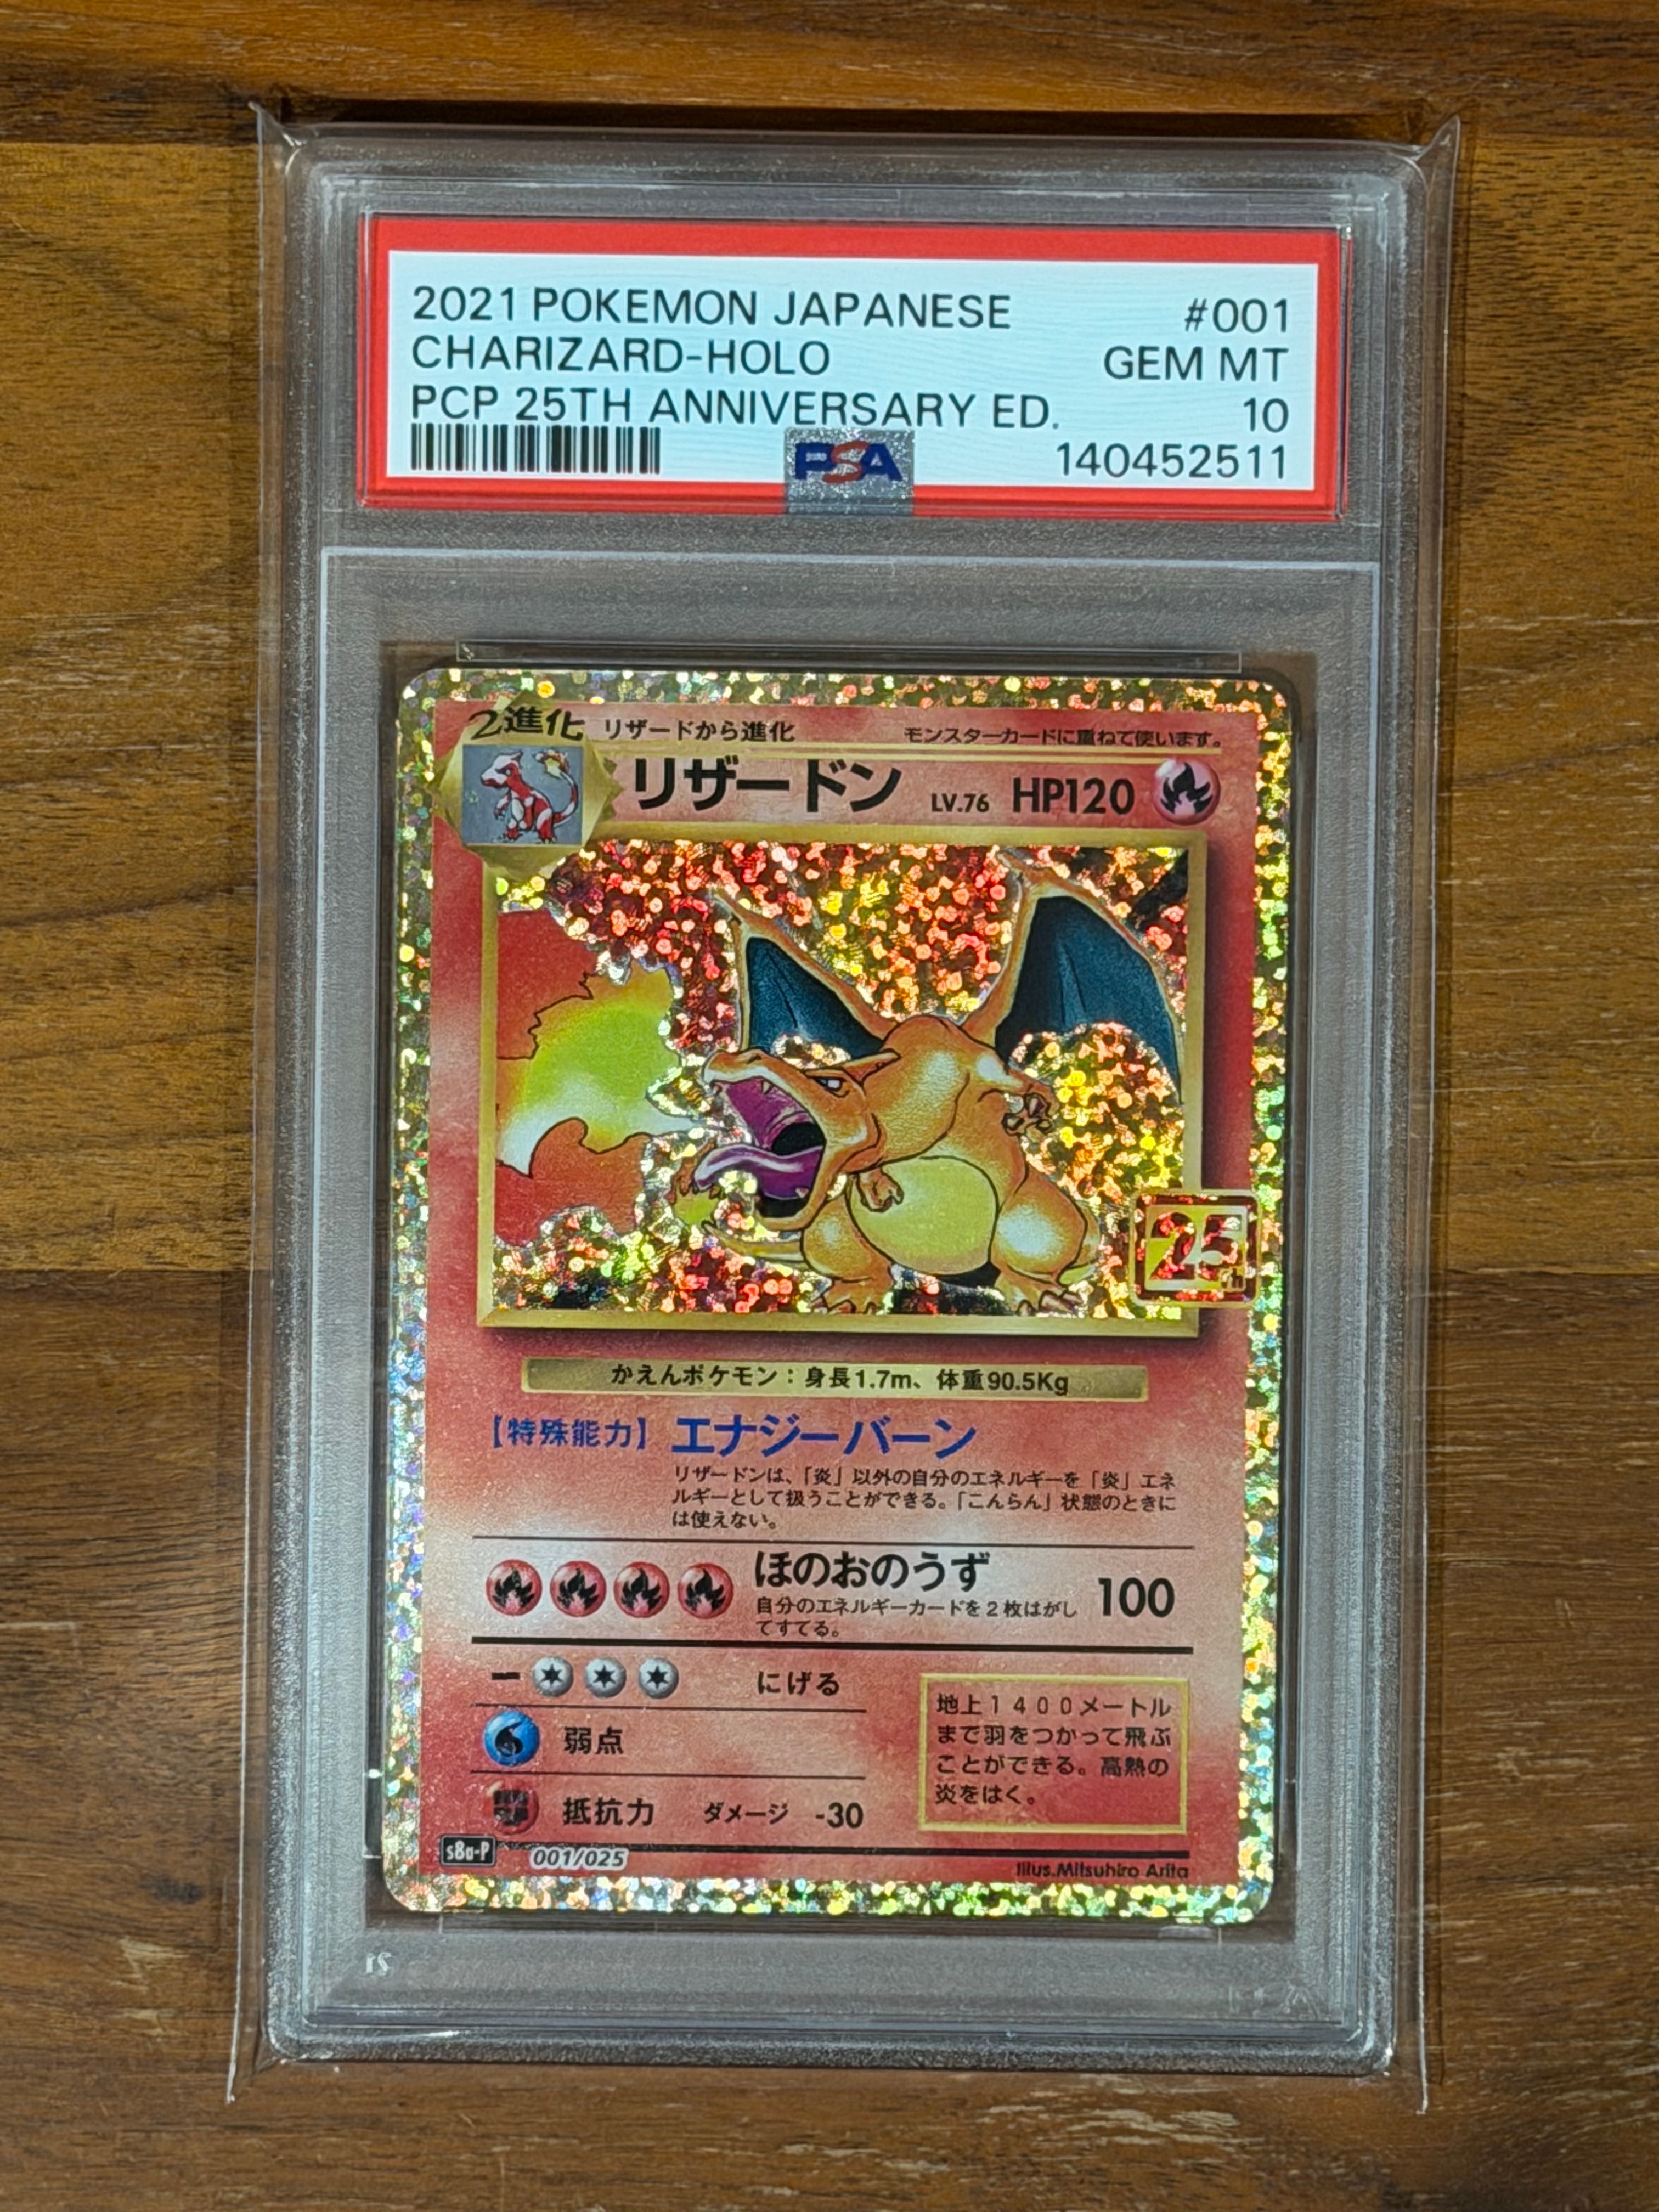 2021 POKEMON JAPANESE #001
CHARIZARD-HOLO GEM MT
PCP 25TH ANNIVERSARY ED. 10
PSA 140452511
2進化 リザードから進化 モンスターカードに重ねて使います。
リザードン LV.76 HP120
25th
かえんポケモン：身長1.7m、体重90.5Kg
【特殊能力】 エナジーバーン
リザードンは、「炎」以外の自分のエネルギーを「炎」エネ
ルギーとして扱うことができる。「こんらん」状態のときに
は使えない。
ほのおのうず 100
自分のエネルギーカードを2枚はがし
てすてる。
にげる
弱点
抵抗力 ダメージ -30
地上1400メートル
まで羽をつかって飛ぶ
ことができる。高熱の
炎をはく。
s8a-P 001/025 Illus.Mitsuhiro Arita